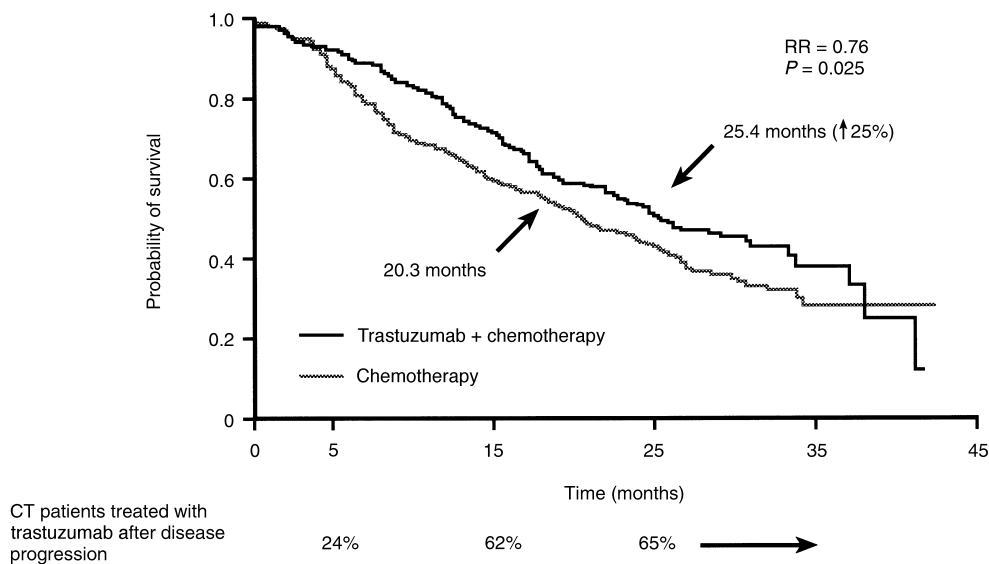 1.0
0.8
0.6
0.4
0.2
0
Probability of survival
RR = 0.76
P = 0.025
25.4 months (↑25%)
20.3 months
Trastuzumab + chemotherapy
Chemotherapy
0 5 15 25 35 45
Time (months)
CT patients treated with
trastuzumab after disease
progression
24% 62% 65%